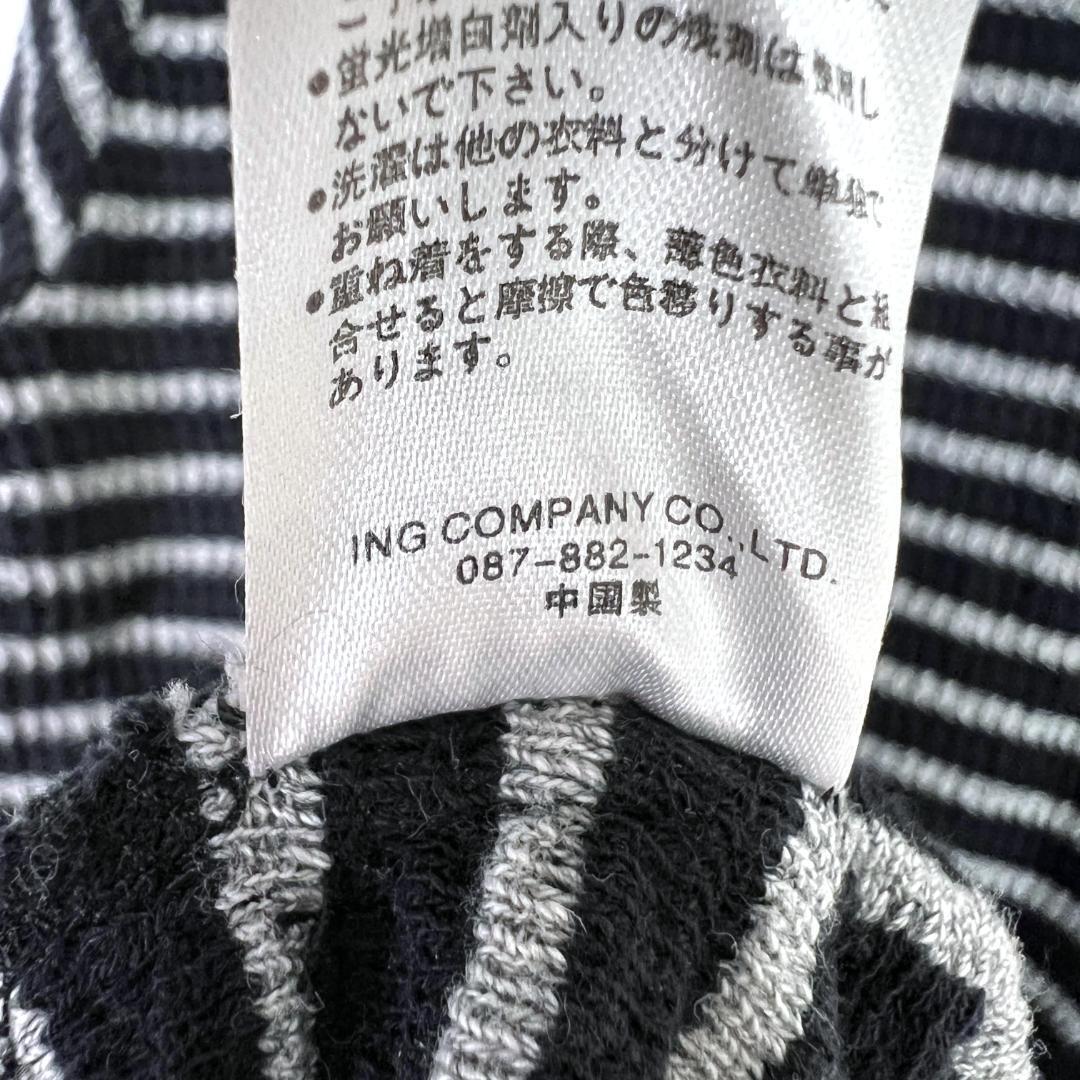 ●蛍光増白剤入りの洗剤は使用し
ないで下さい。
●洗濯は他の衣料と分けて単独で
お願いします。
●重ね着をする際、薄色衣料と組
合せると摩擦で色移りする事が
あります。
ING COMPANY CO.,LTD.
087-882-1234
中国製